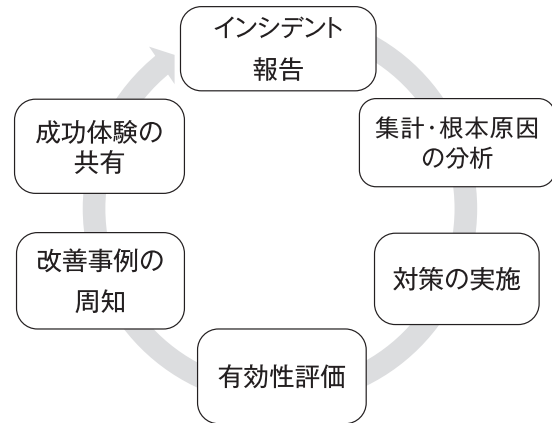 インシデント
報告
集計・根本原因
の分析
対策の実施
有効性評価
改善事例の
周知
成功体験の
共有